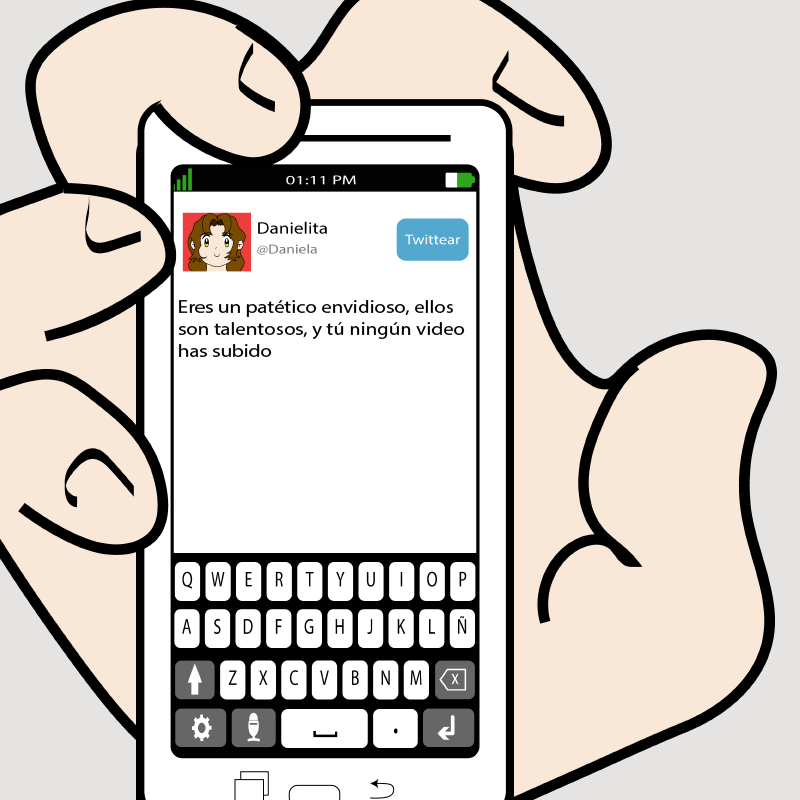 01:11 PM
Danielita
@Daniela
Twittear
Eres un patético envidioso, ellos
son talentosos, y tú ningún video
has subido
Q W E R T Y U I O P
A S D F G H J K L Ñ
Z X C V B N M X
.